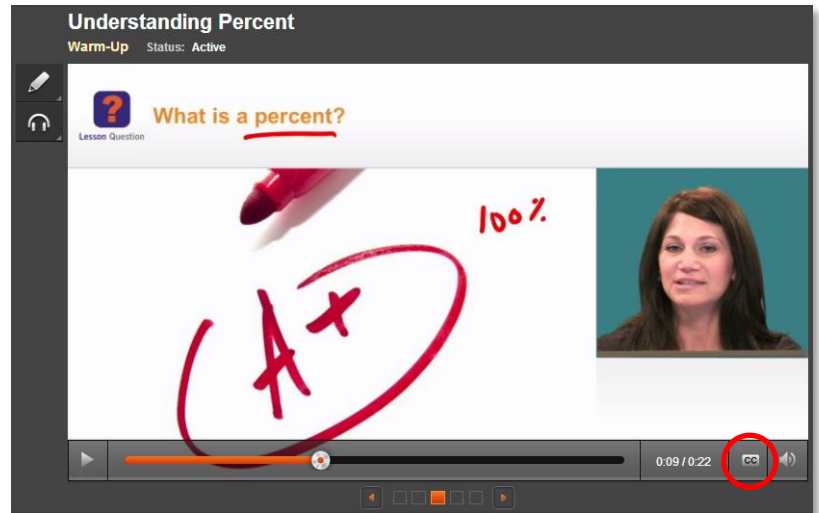 Understanding Percent
Warm-Up Status: Active
?
Lesson Question
What is a percent?
100%
A+
0:09 / 0:22
CC